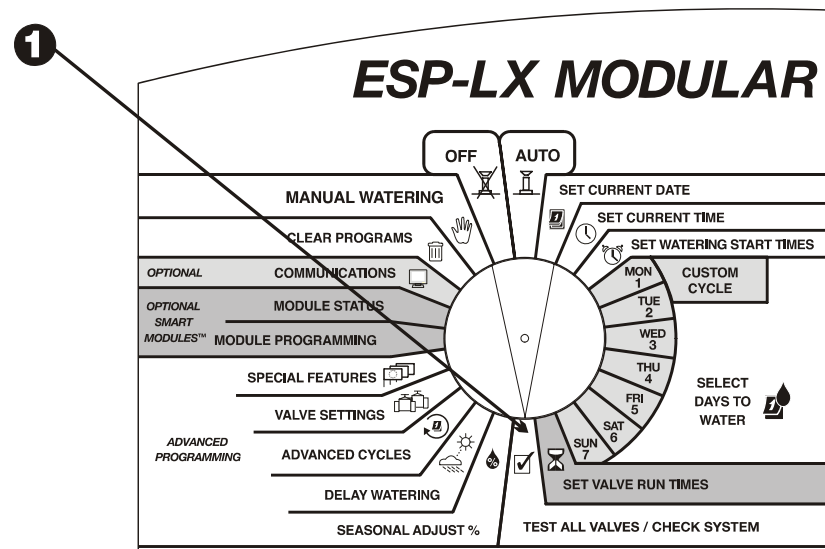 1
ESP-LX MODULAR
OFF
AUTO
MANUAL WATERING
CLEAR PROGRAMS
OPTIONAL
COMMUNICATIONS
OPTIONAL
SMART
MODULES™
MODULE STATUS
MODULE PROGRAMMING
SPECIAL FEATURES
VALVE SETTINGS
ADVANCED CYCLES
ADVANCED
PROGRAMMING
DELAY WATERING
SEASONAL ADJUST %
SET CURRENT DATE
SET CURRENT TIME
SET WATERING START TIMES
CUSTOM
CYCLE
MON
1
TUE
2
WED
3
THU
4
FRI
5
SAT
6
SUN
7
SELECT
DAYS TO
WATER
SET VALVE RUN TIMES
TEST ALL VALVES / CHECK SYSTEM
1
1
1
%